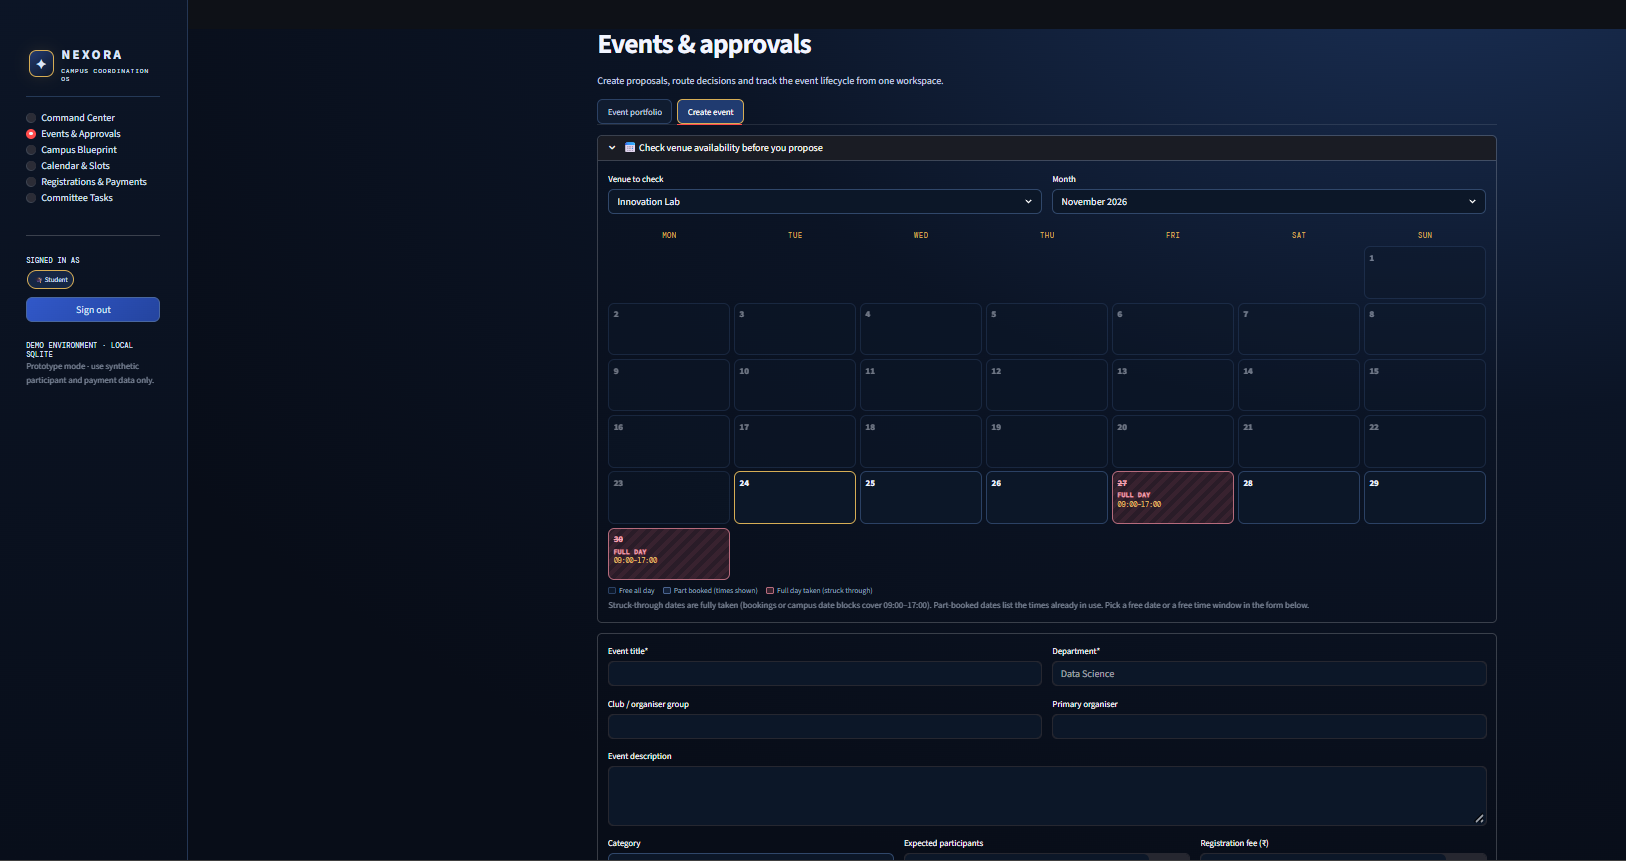 NEXORA
CAMPUS COORDINATION
OS
Command Center
Events & Approvals
Campus Blueprint
Calendar & Slots
Registrations & Payments
Committee Tasks
SIGNED IN AS
Student
Sign out
DEMO ENVIRONMENT - LOCAL
SQLITE
Prototype mode - use synthetic
participant and payment data only.
Events & approvals
Create proposals, route decisions and track the event lifecycle from one workspace.
Event portfolio
Create event
Check venue availability before you propose
Venue to check
Month
Innovation Lab
November 2026
MON TUE WED THU FRI SAT SUN
1
2 3 4 5 6 7 8
9 10 11 12 13 14 15
16 17 18 19 20 21 22
23 24 25 26 27 28 29
FULL DAY
09:00–17:00
30
FULL DAY
09:00–17:00
Free all day Part booked (times shown) Full day taken (struck through)
Struck-through dates are fully taken (bookings or campus date blocks cover 09:00–17:00). Part-booked dates list the times already in use. Pick a free date or a free time window in the form below.
Event title*
Department*
Data Science
Club / organiser group
Primary organiser
Event description
Category
Expected participants
Registration fee (₹)